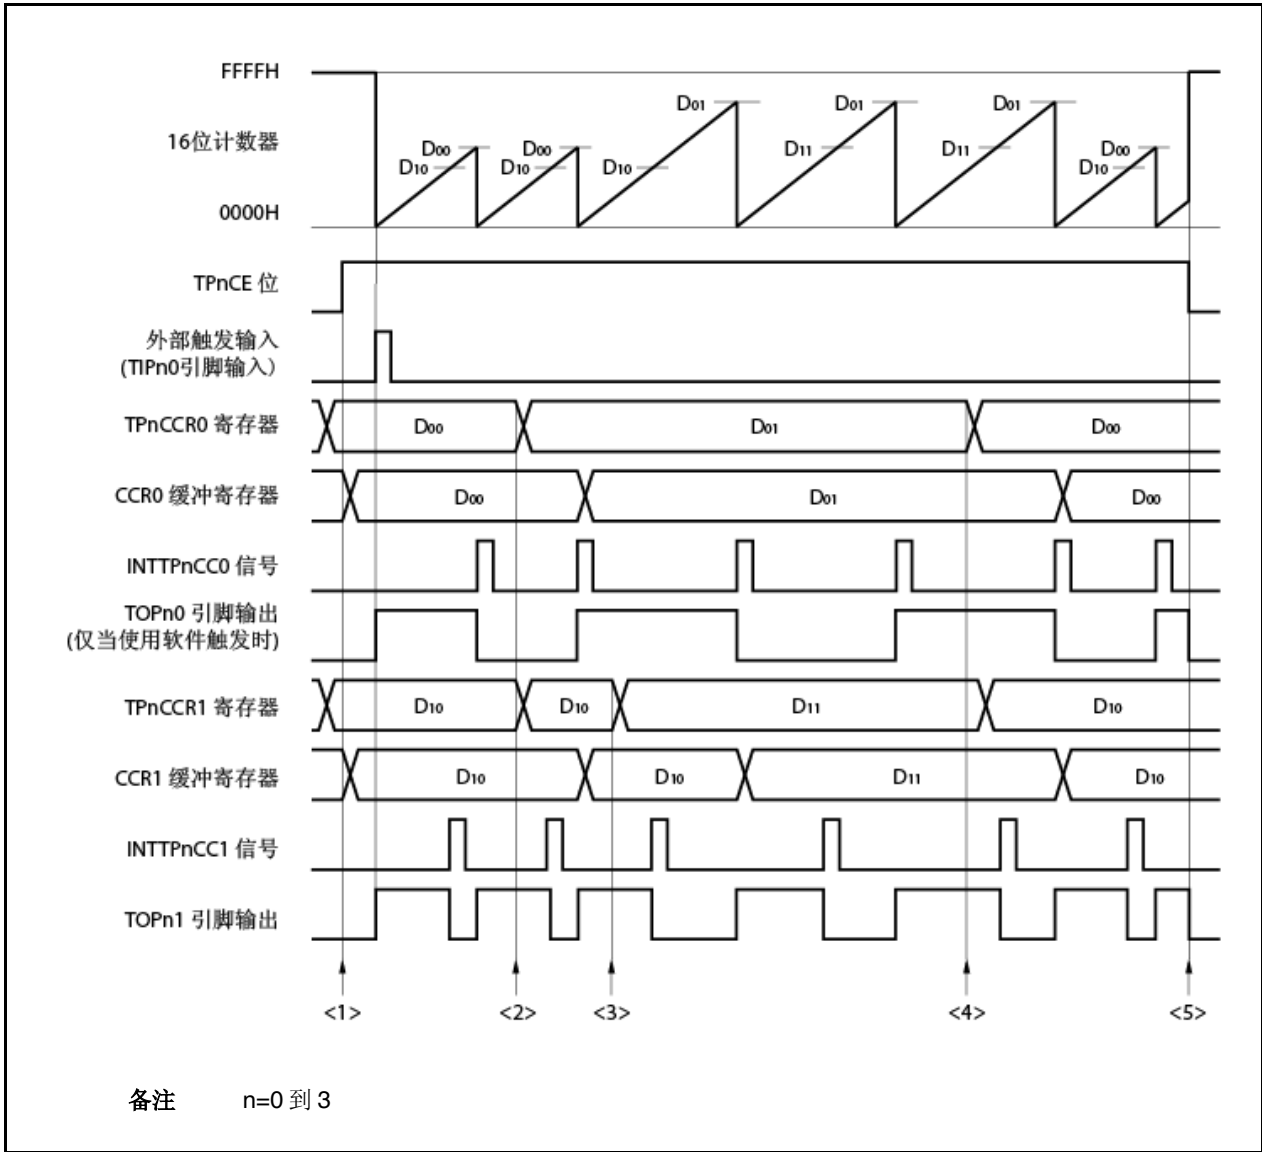 FFFFH
16位计数器
0000H
D01 D01 D01
D00 D00 D11 D11 D00
D10 D10 D10 D10
TPnCE 位
外部触发输入
(TIPn0引脚输入）
TPnCCR0 寄存器 D00 D01 D00
CCR0 缓冲寄存器 D00 D01 D00
INTTPnCC0 信号
TOPn0 引脚输出
(仅当使用软件触发时)
TPnCCR1 寄存器 D10 D10 D11 D10
CCR1 缓冲寄存器 D10 D10 D11 D10
INTTPnCC1 信号
TOPn1 引脚输出
<1> <2> <3> <4> <5>
备注 n=0 到 3